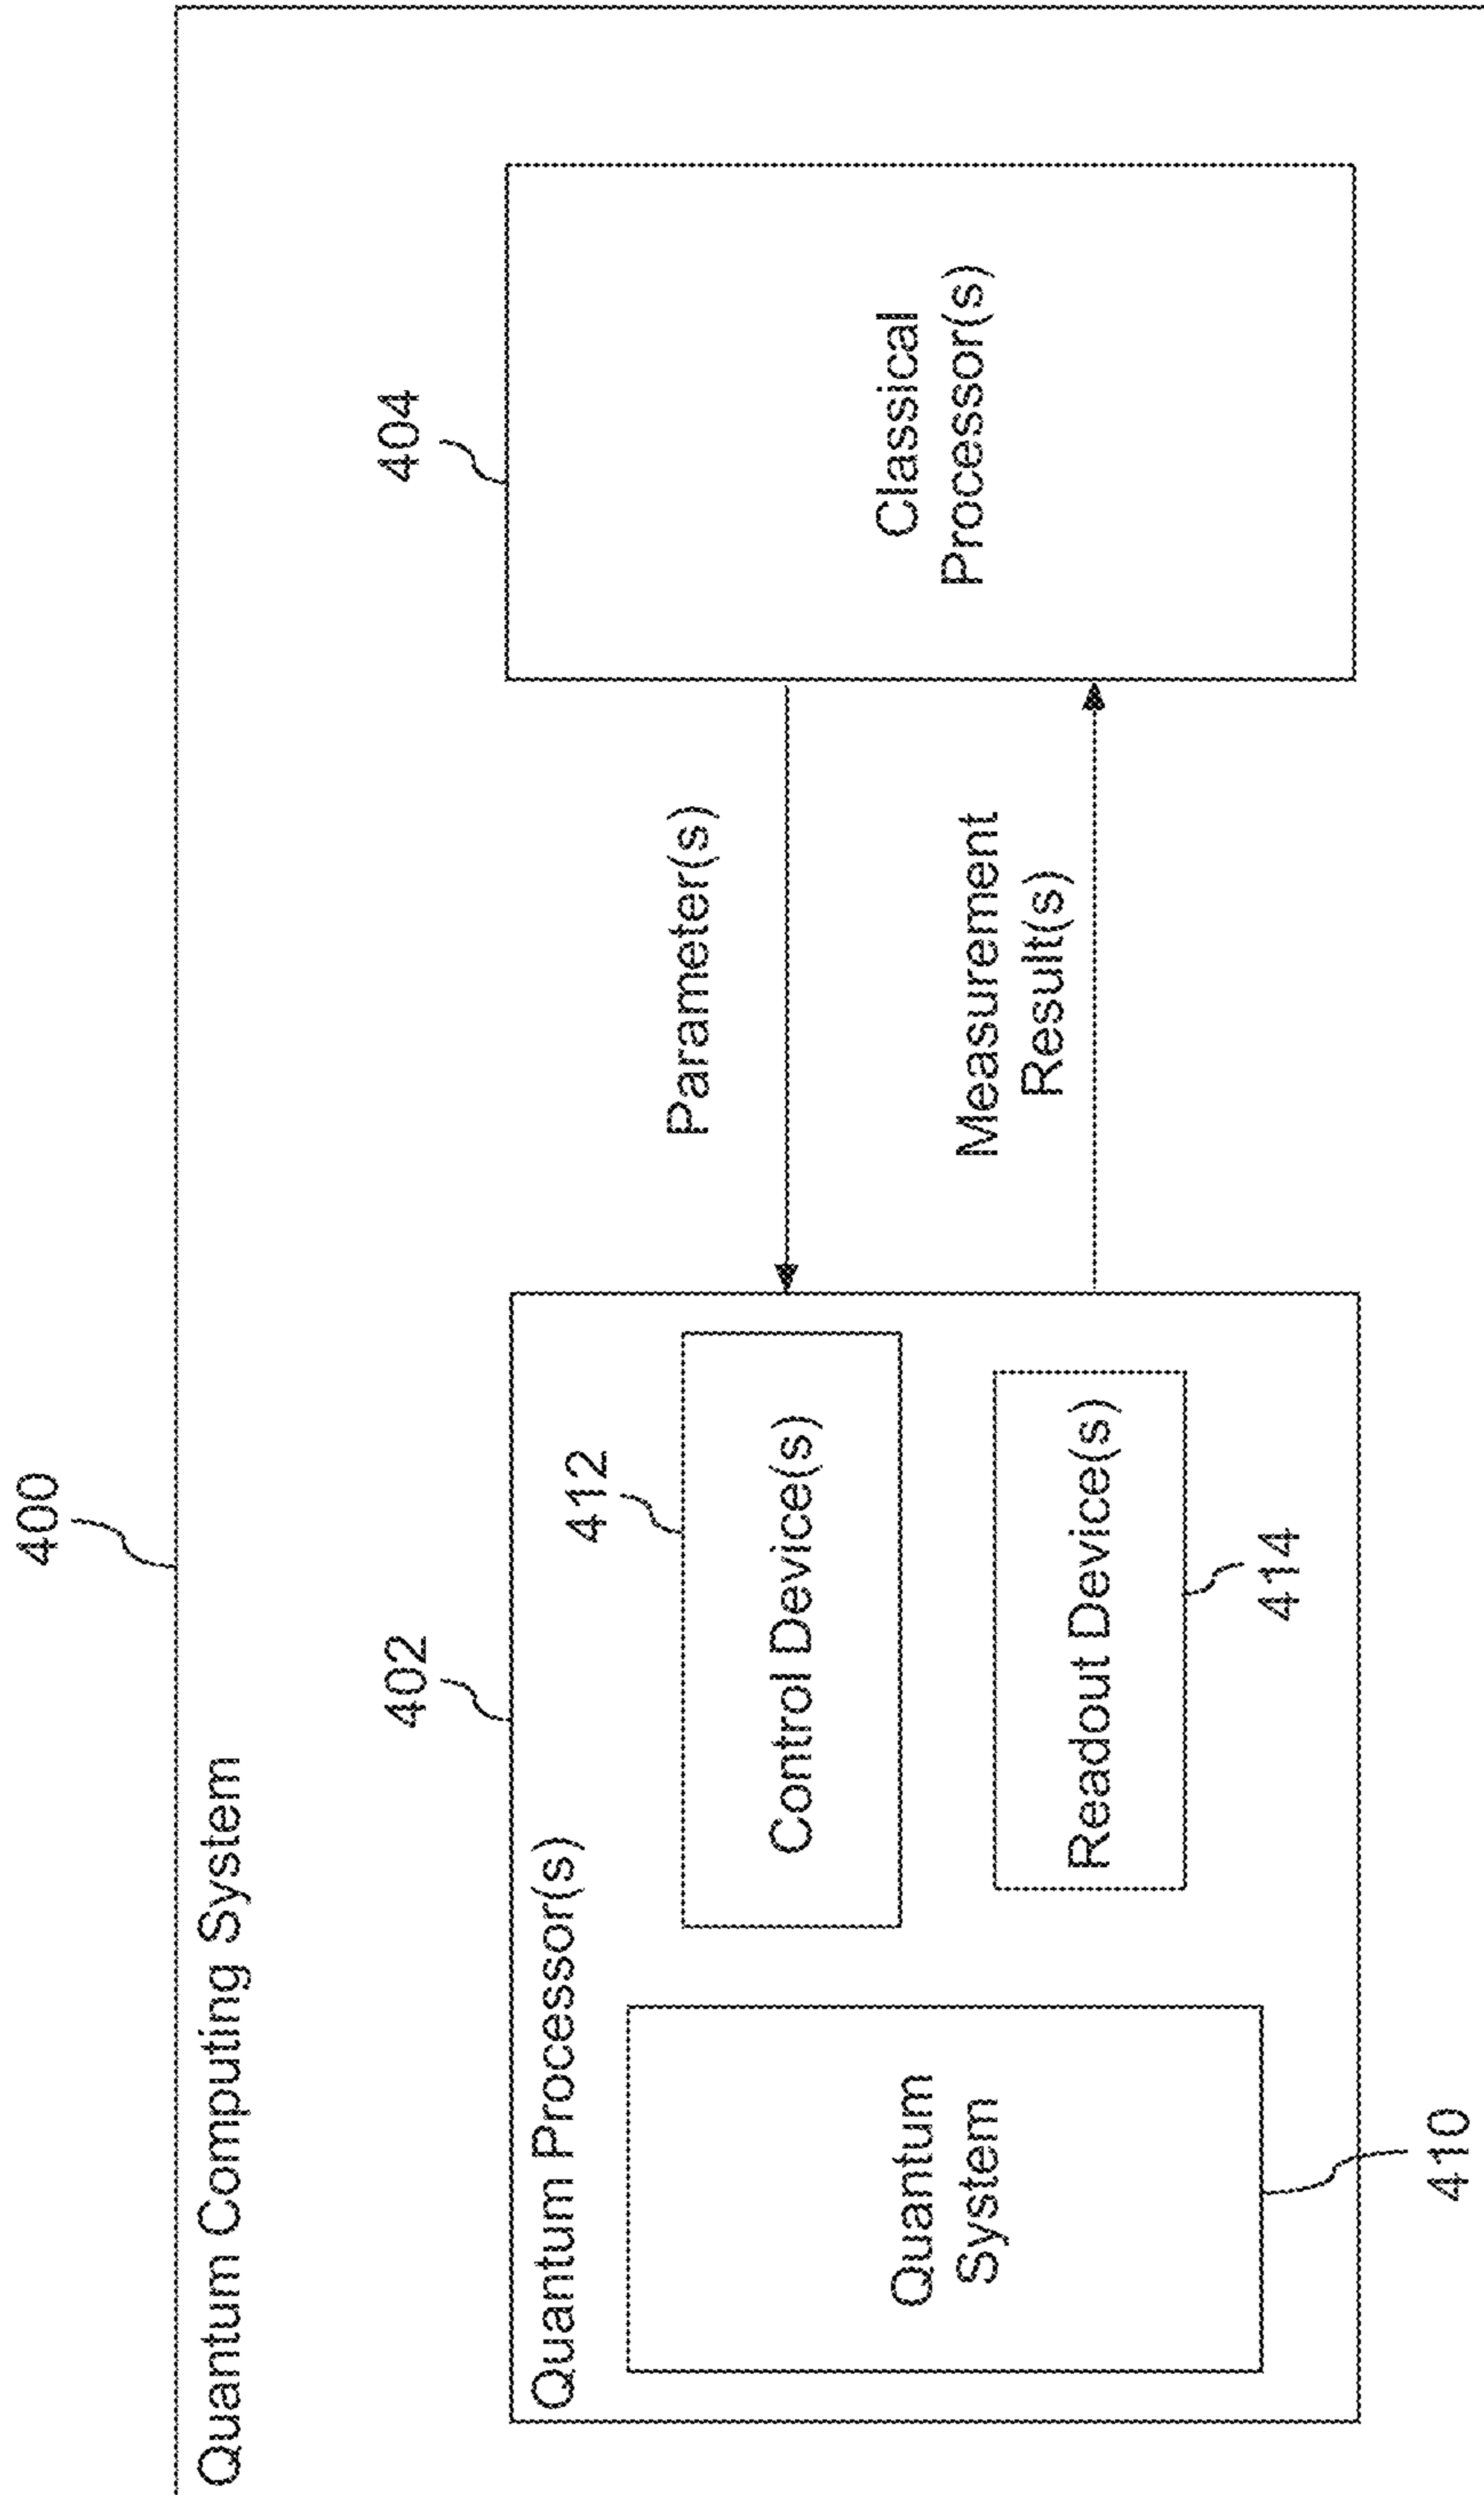 400
Quantum Computing System
402
404
Quantum Processor(s)
412
Control Device(s)
Parameter(s)
Quantum
System
Classical
Processor(s)
Measurement
Result(s)
Readout Device(s)
414
410